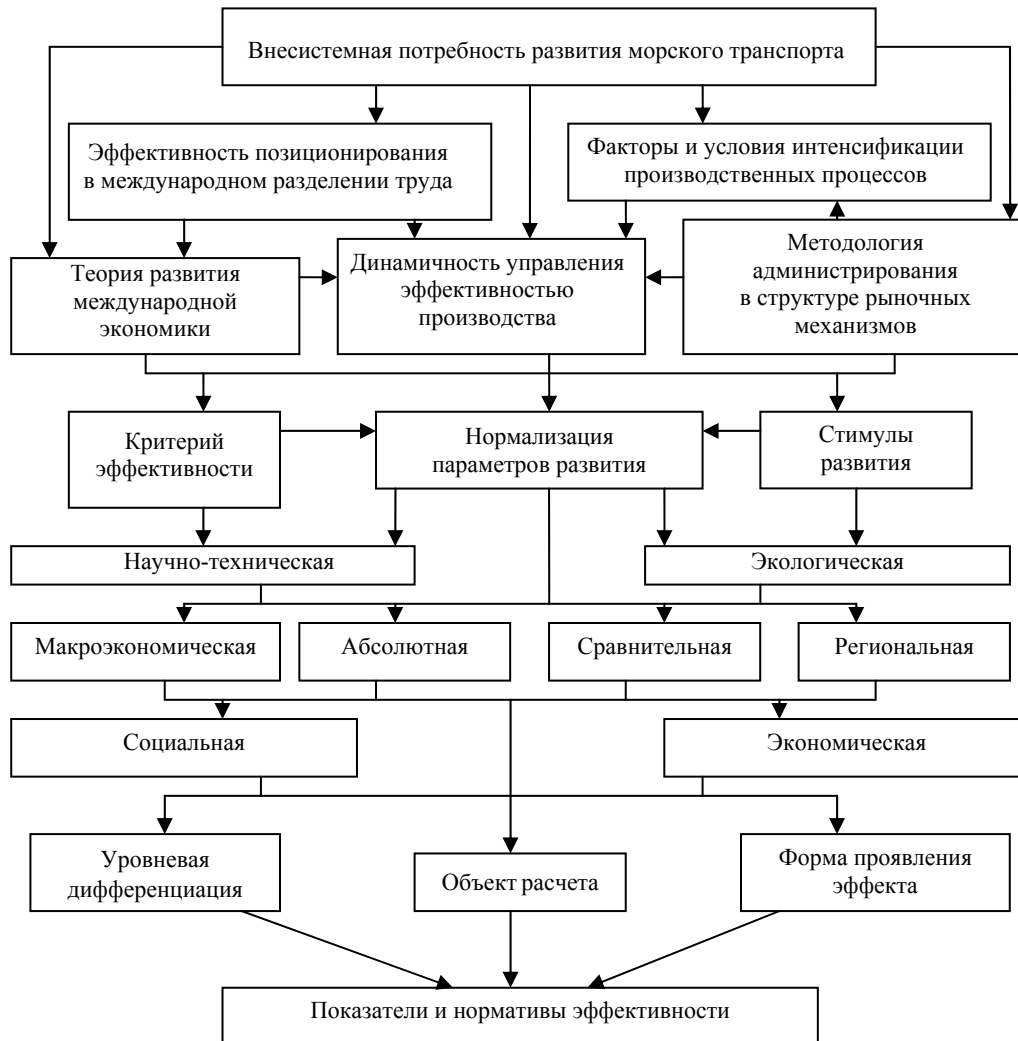 Внесистемная потребность развития морского транспорта
Эффективность позиционирования
в международном разделении труда
Факторы и условия интенсификации
производственных процессов
Теория развития
международной
экономики
Динамичность управления
эффективностью
производства
Методология
администрирования
в структуре рыночных
механизмов
Критерий
эффективности
Нормализация
параметров развития
Стимулы
развития
Научно-техническая
Экологическая
Макроэкономическая
Абсолютная
Сравнительная
Региональная
Социальная
Экономическая
Уровневая
дифференциация
Объект расчета
Форма проявления
эффекта
Показатели и нормативы эффективности